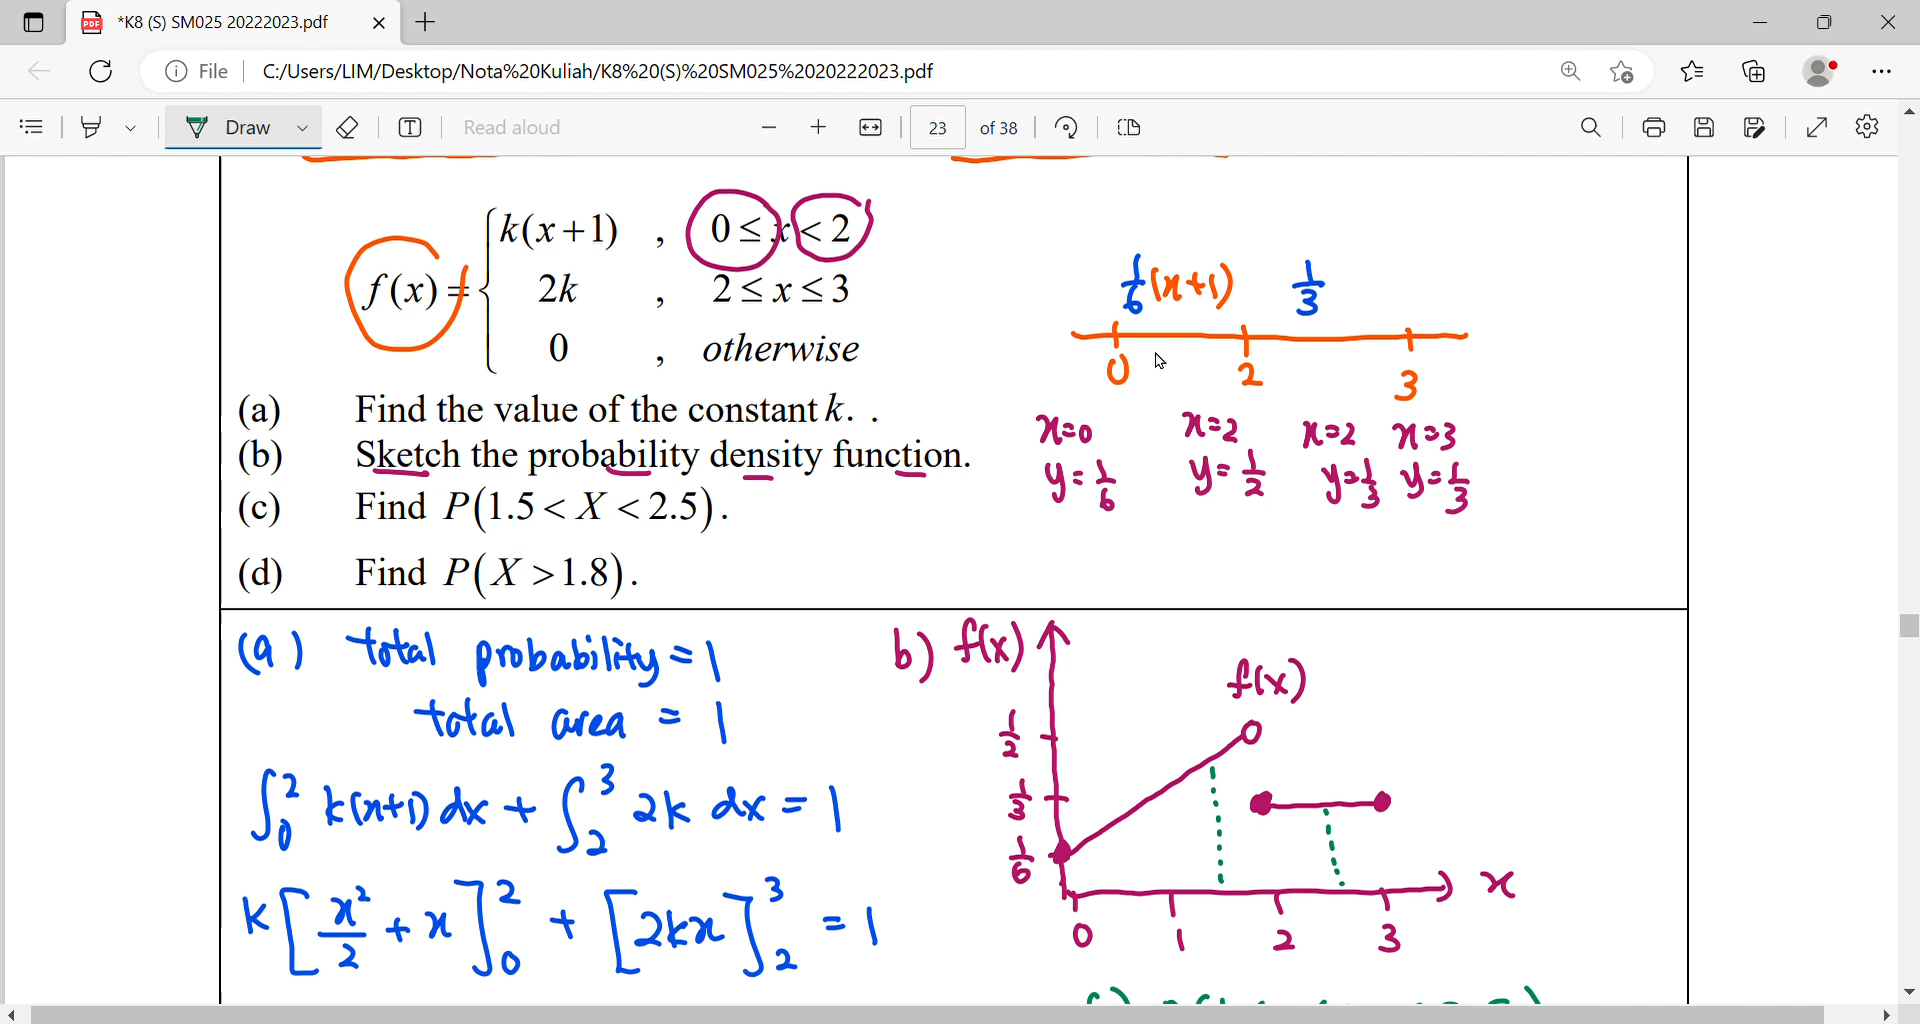 *K8 (S) SM025 20222023.pdf
File C:/Users/LIM/Desktop/Nota%20Kuliah/K8%20(S)%20SM025%2020222023.pdf
Draw Read aloud 23 of 38
f(x) = { k(x+1) , 0 ≤ x < 2
2k , 2 ≤ x ≤ 3
0 , otherwise
1/6 (x+1) 1/3
0 2 3
x=0 x=2 x=2 x=3
y=1/6 y=1/2 y=1/3 y=1/3
(a) Find the value of the constant k. .
(b) Sketch the probability density function.
(c) Find P(1.5 < X < 2.5).
(d) Find P(X > 1.8).
(a) total probability = 1
total area = 1
∫₀² k(x+1) dx + ∫₂³ 2k dx = 1
k[x²/2 + x]₀² + [2kx]₂³ = 1
b) f(x)
f(x)
1/2
1/3
1/6
x
0 1 2 3